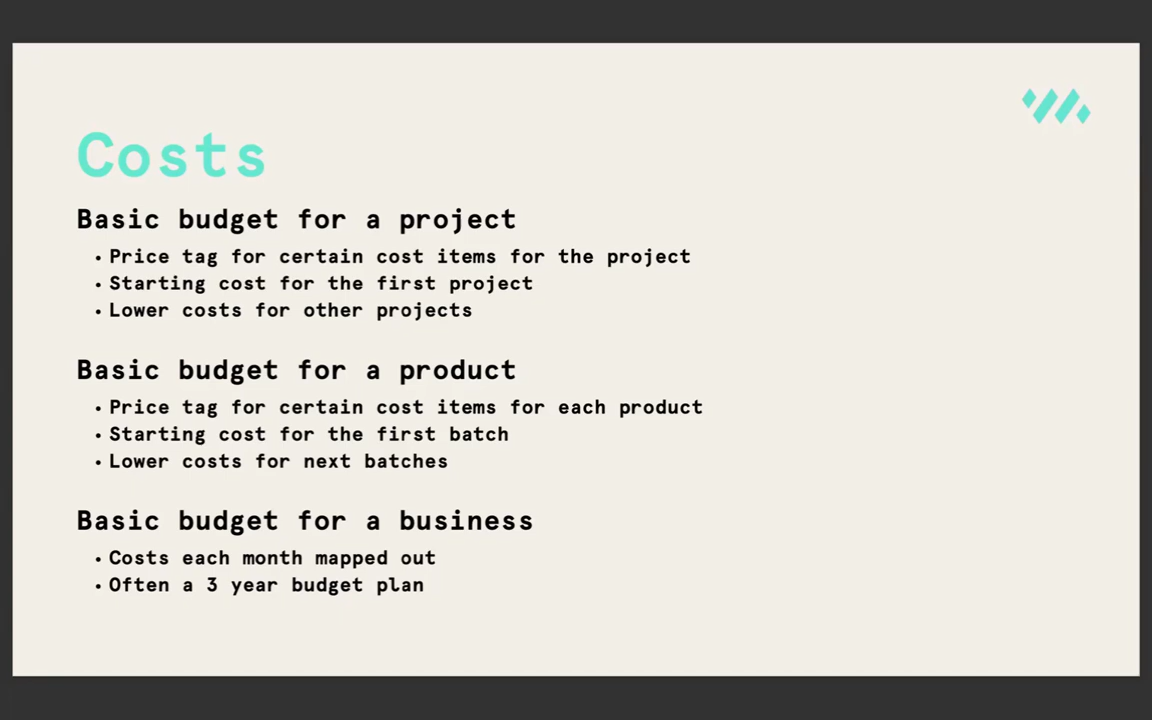 Costs
Basic budget for a project
• Price tag for certain cost items for the project
• Starting cost for the first project
• Lower costs for other projects
Basic budget for a product
• Price tag for certain cost items for each product
• Starting cost for the first batch
• Lower costs for next batches
Basic budget for a business
• Costs each month mapped out
• Often a 3 year budget plan